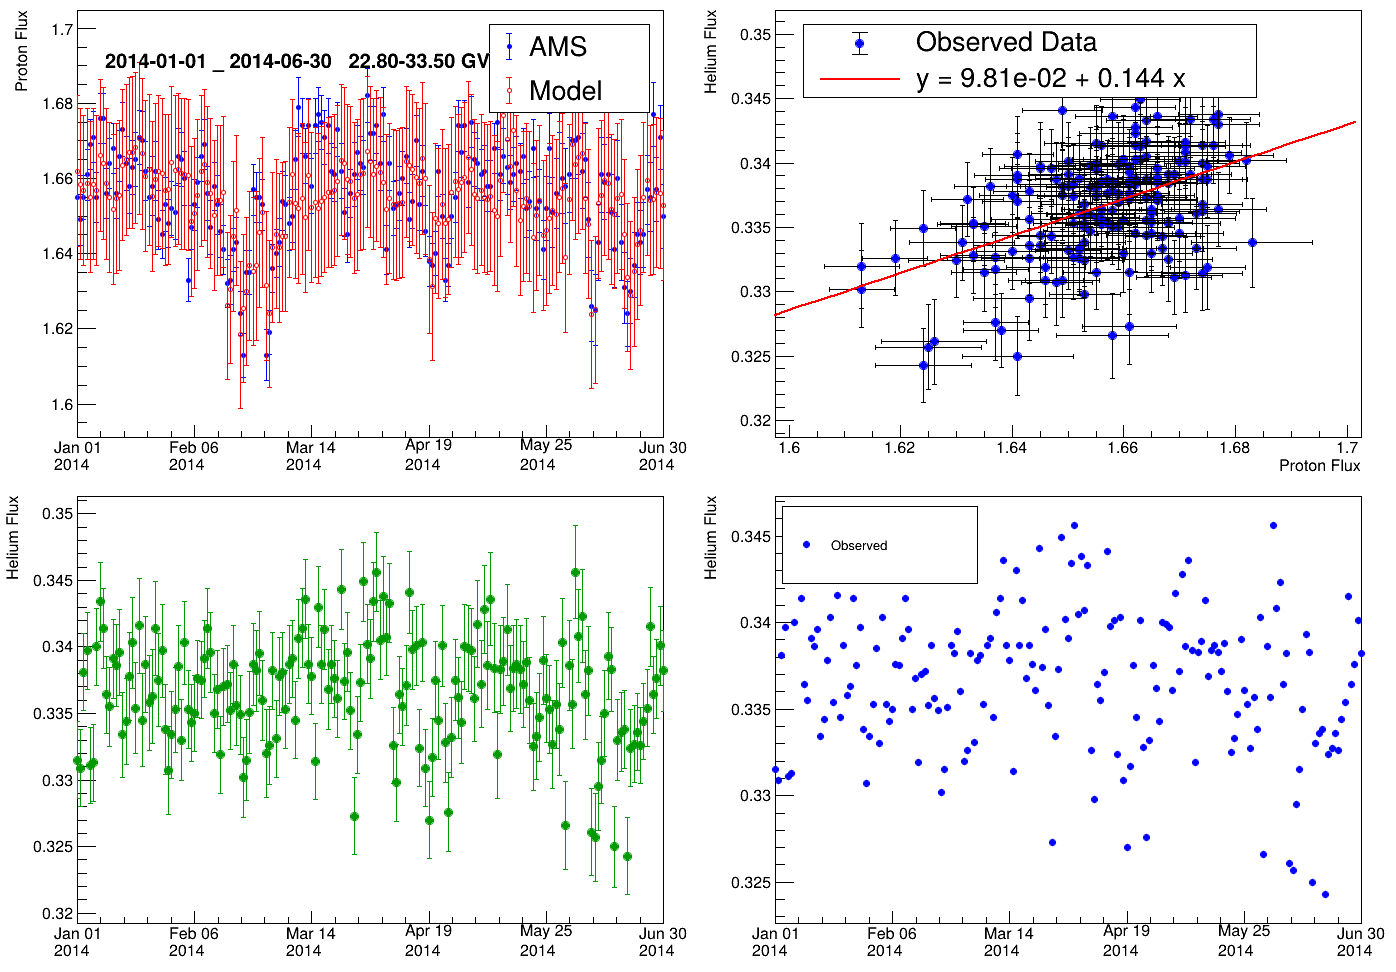 Proton Flux
1.7
1.68
1.66
1.64
1.62
1.6
2014-01-01 _ 2014-06-30 22.80-33.50 GV
AMS
Model
Jan 01 2014
Feb 06 2014
Mar 14 2014
Apr 19 2014
May 25 2014
Jun 30 2014
Helium Flux
0.35
0.345
0.34
0.335
0.33
0.325
0.32
Observed Data
y = 9.81e-02 + 0.144 x
1.6
1.62
1.64
1.66
1.68
1.7
Proton Flux
Helium Flux
0.35
0.345
0.34
0.335
0.33
0.325
0.32
Jan 01 2014
Feb 06 2014
Mar 14 2014
Apr 19 2014
May 25 2014
Jun 30 2014
Helium Flux
0.345
0.34
0.335
0.33
0.325
Observed
Jan 01 2014
Feb 06 2014
Mar 14 2014
Apr 19 2014
May 25 2014
Jun 30 2014